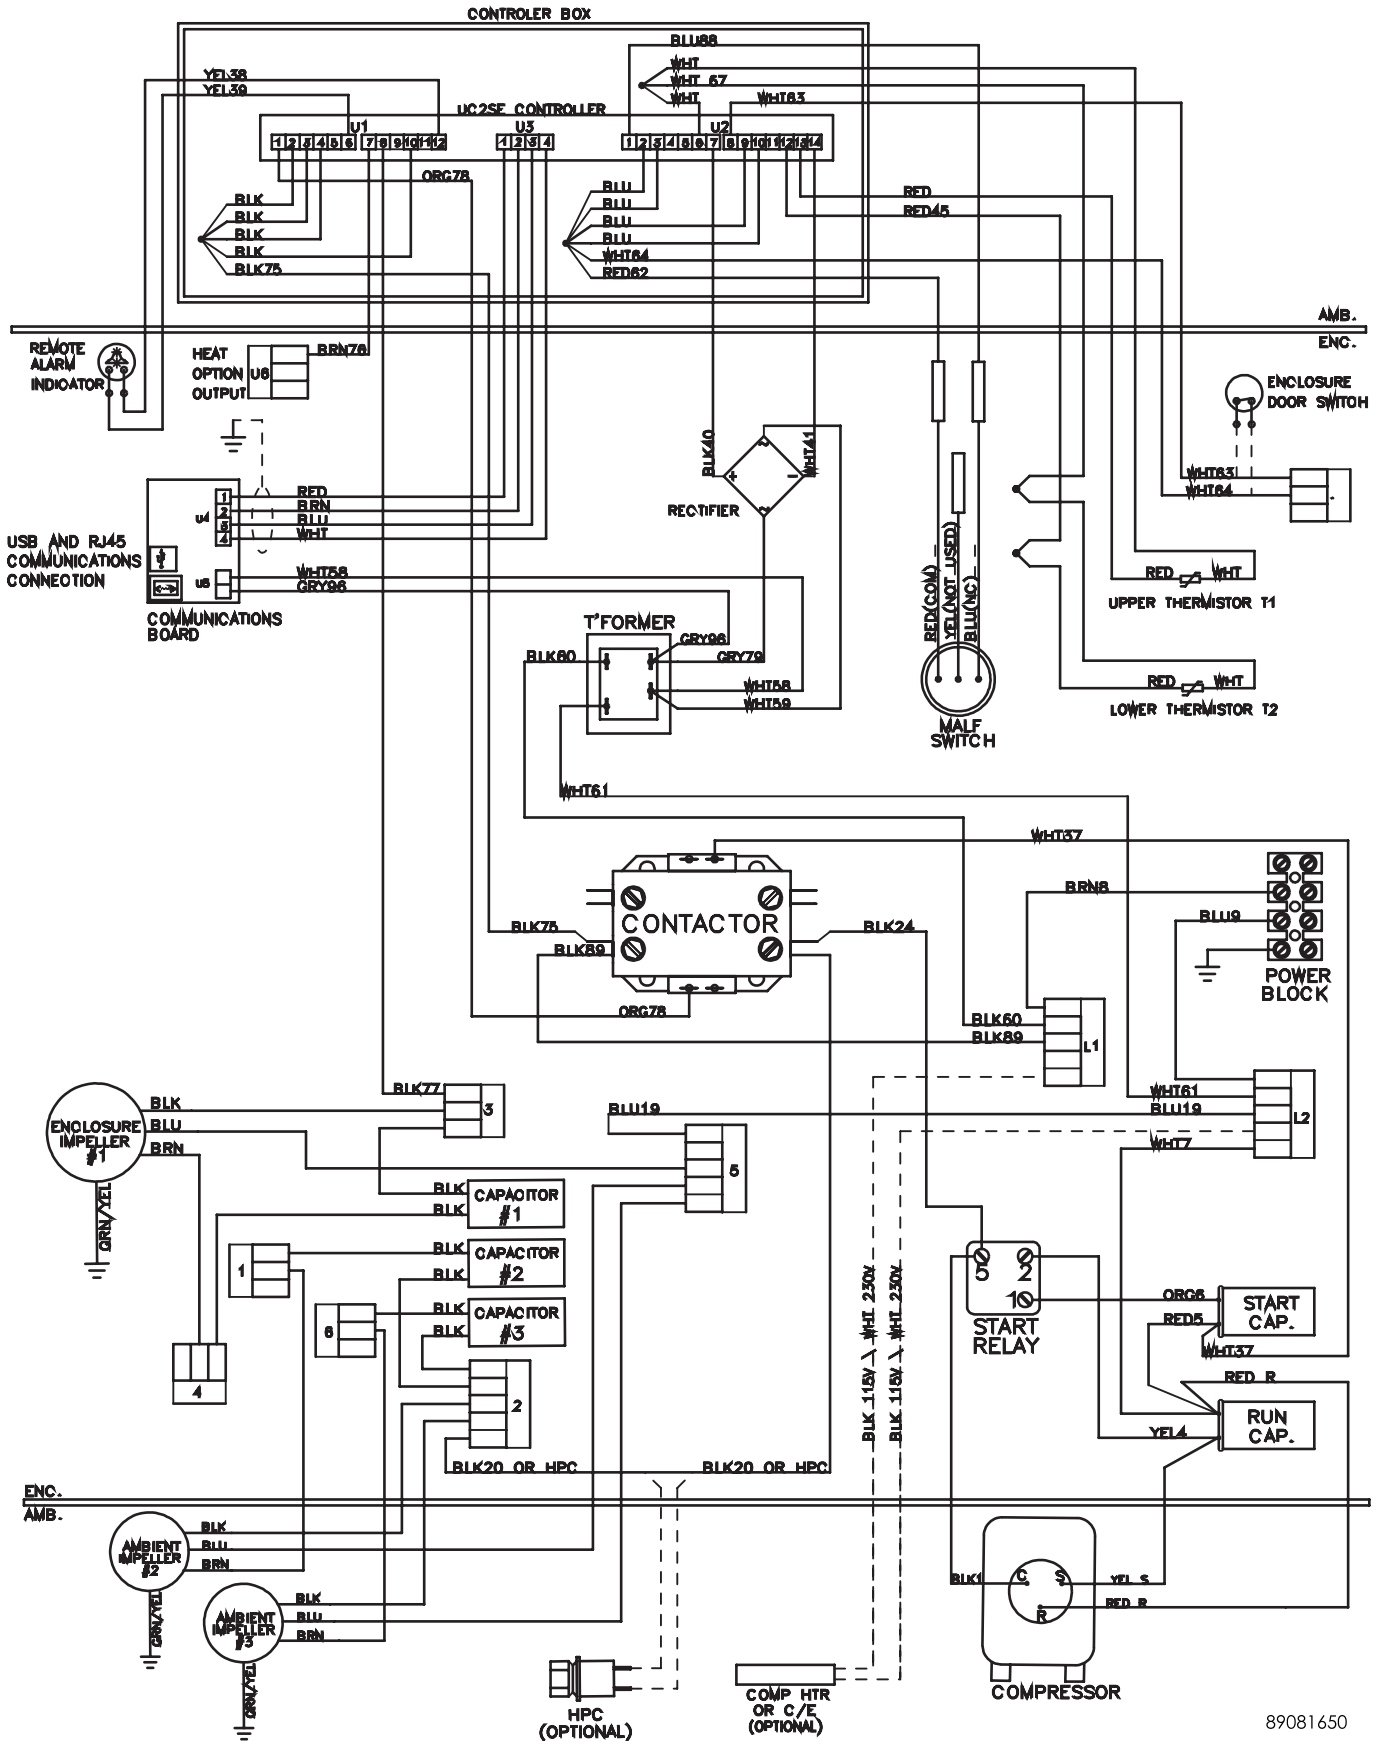 CONTROLER BOX
BLU88
WHT
YEL38
WHT 67
YEL39
WHT
WHT63
UC2SE CONTROLLER
U1
U3
U2
1 2 3 4 5 6 7 8 9 10 11 12
1 2 3 4
1 2 3 4 5 6 7 8 9 10 11 12 13 14
ORG78
BLK
BLK
BLK
BLK
BLK75
BLU
BLU
BLU
BLU
WHT64
RED62
RED
RED45
AMB.
ENC.
REMOTE
ALARM
INDICATOR
HEAT
OPTION U6
OUTPUT
BRN76
ENCLOSURE
DOOR SWITCH
BLK40
WHT41
+
-
RECTIFIER
WHT63
WHT64
1
2
3
4
U4
U5
RED
BRN
BLU
WHT
WHT58
GRY96
USB AND RJ45
COMMUNICATIONS
CONNECTION
COMMUNICATIONS
BOARD
RED(COM)
YEL(NOT USED)
BLU(NC)
RED
WHT
UPPER THERMISTOR T1
T'FORMER
BLK60
GRY96
GRY79
WHT58
WHT59
RED
WHT
LOWER THERMISTOR T2
MALF
SWITCH
WHT61
WHT37
CONTACTOR
BLK75
BLK89
BLK24
ORG78
BRN8
BLU9
POWER
BLOCK
BLK60
BLK89
L1
BLK77
3
BLK
BLU
BRN
ENCLOSURE
IMPELLER
#1
GRN/YEL
BLU19
5
WHT61
BLU19
WHT7
L2
BLK
BLK
CAPACITOR
#1
BLK
BLK
CAPACITOR
#2
BLK
BLK
CAPACITOR
#3
1
6
4
2
BLK 115V \ WHT 230V
BLK 115V \ WHT 230V
5
2
1
START
RELAY
ORG6
RED5
WHT37
START
CAP.
RED R
YEL4
RUN
CAP.
BLK20 OR HPC
BLK20 OR HPC
ENC.
AMB.
BLK
BLU
BRN
AMBIENT
IMPELLER
#2
GRN/YEL
BLK
BLU
BRN
AMBIENT
IMPELLER
#3
GRN/YEL
BLK1
C
S
R
YEL S
RED R
COMPRESSOR
HPC
(OPTIONAL)
COMP HTR
OR C/E
(OPTIONAL)
89081650